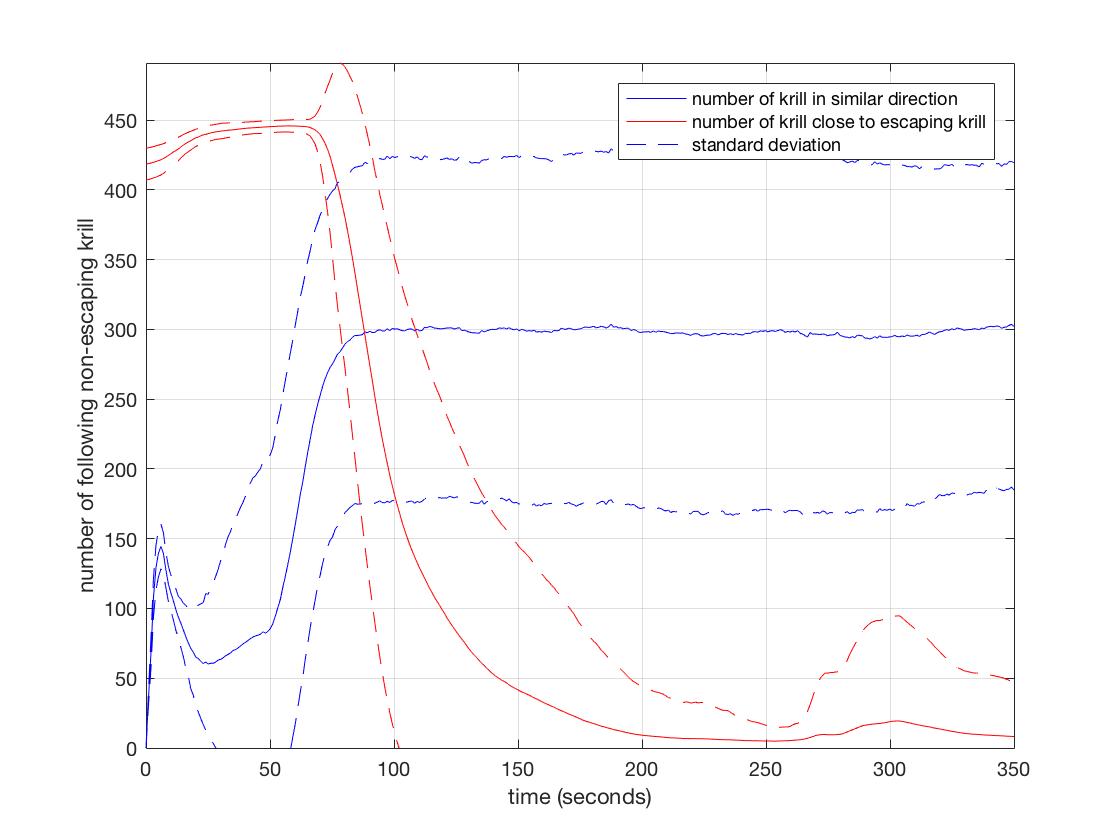 number of krill in similar direction
number of krill close to escaping krill
standard deviation
450
400
350
300
250
200
150
100
50
0
number of following non-escaping krill
0 50 100 150 200 250 300 350
time (seconds)